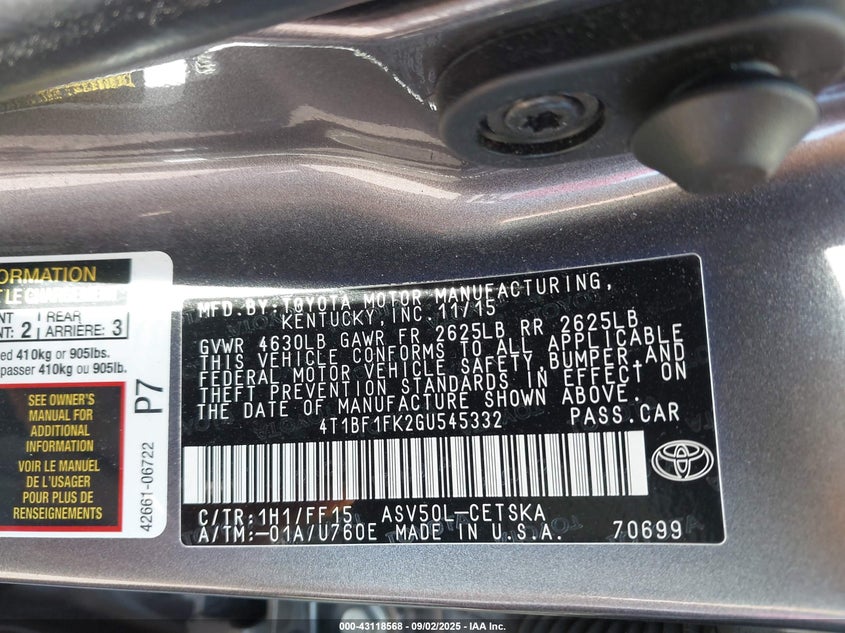 ORMATION
NT 2 REAR
ARRIÈRE: 3
ed 410kg or 905lbs.
passer 410kg ou 905lb.
SEE OWNER'S
MANUAL FOR
ADDITIONAL
INFORMATION
VOIR LE MANUEL
DE L'USAGER
POUR PLUS DE
RENSEIGNEMENTS
P7
42661-06722
MFD.BY:TOYOTA MOTOR MANUFACTURING,
KENTUCKY, INC. 11/15
GVWR 4630LB GAWR FR 2625LB RR 2625LB
THIS VEHICLE CONFORMS TO ALL APPLICABLE
FEDERAL MOTOR VEHICLE SAFETY,BUMPER,AND
THEFT PREVENTION STANDARDS IN EFFECT ON
THE DATE OF MANUFACTURE SHOWN ABOVE.
4T1BF1FK2GU545332 PASS.CAR
C/TR:1H1/FF15 ASV50L-CETSKA
A/TM:-01A/U760E MADE IN U.S.A. 70699
000-43118568 - 09/02/2025 - IAA Inc.